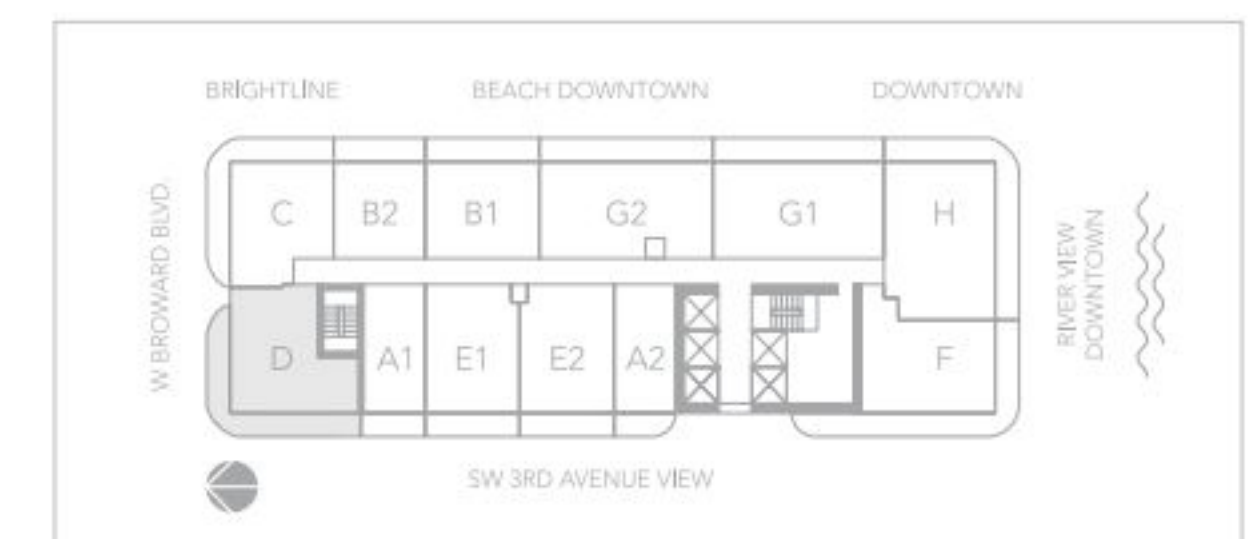 BRIGHTLINE BEACH DOWNTOWN DOWNTOWN
W BROWARD BLVD.
C B2 B1 G2 G1 H
RIVER VIEW
DOWNTOWN
D A1 E1 E2 A2 F
SW 3RD AVENUE VIEW